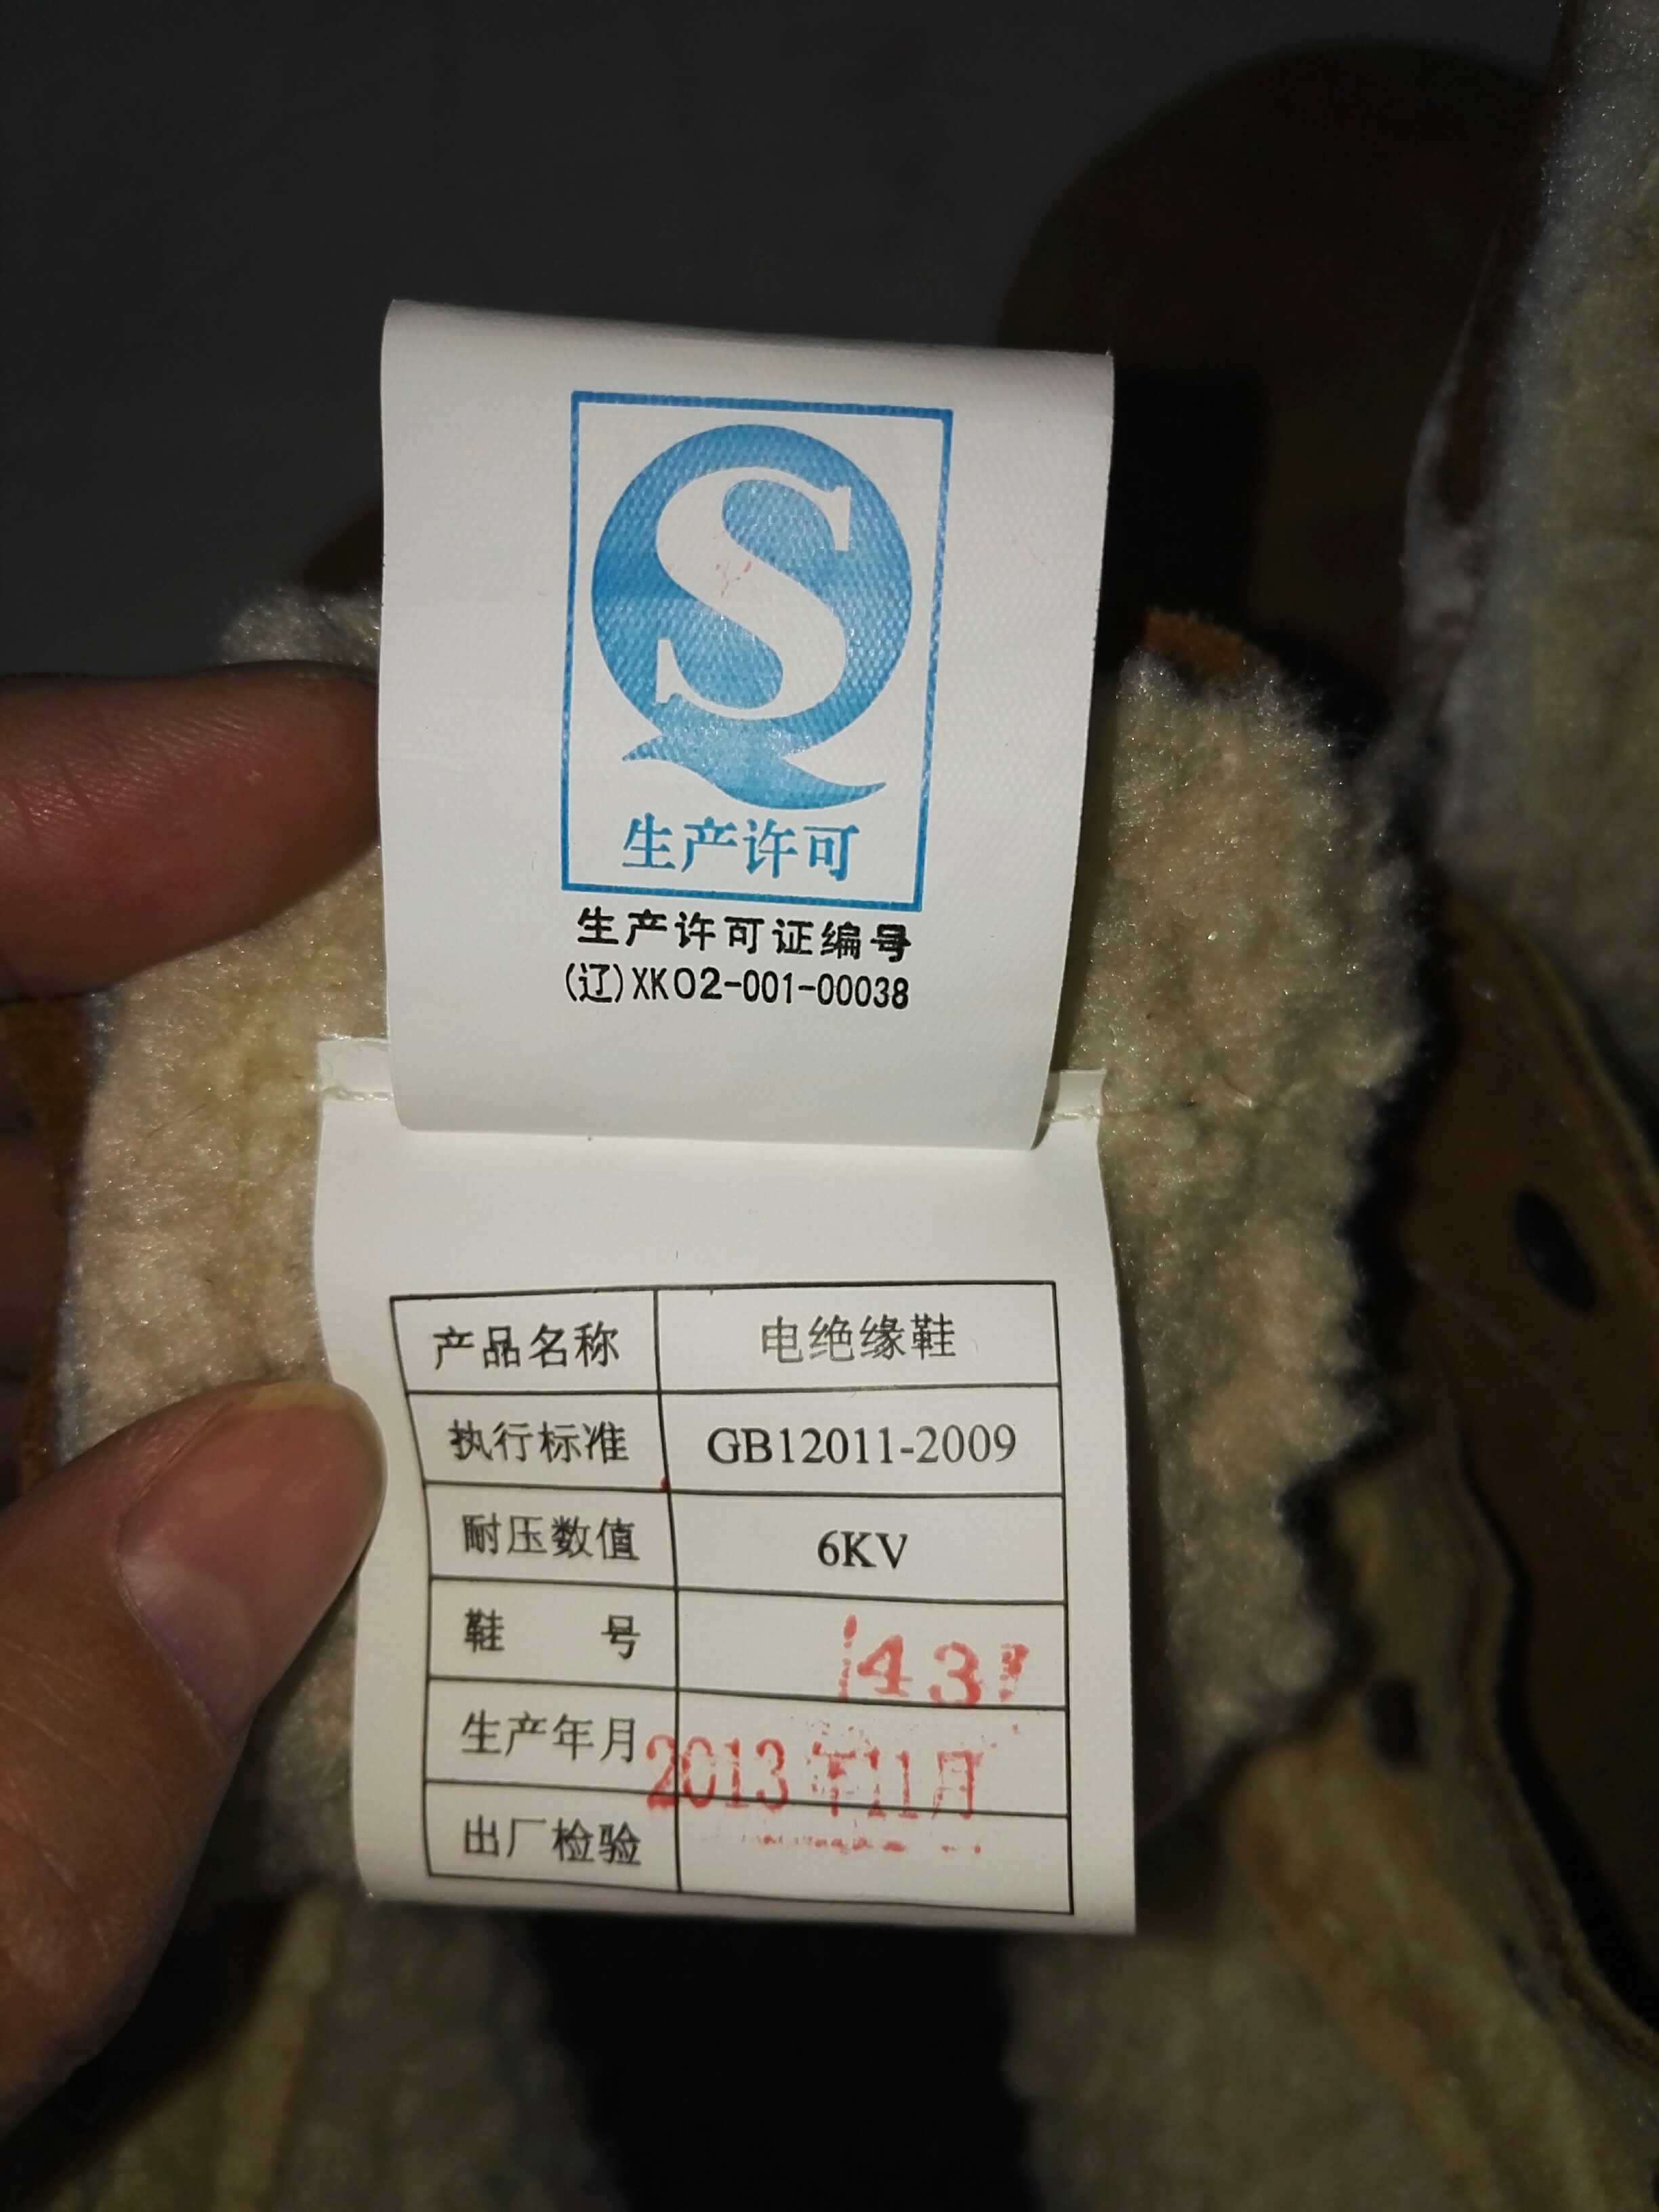 S
生产许可
生产许可证编号
(辽)XK02-001-00038
产品名称 电绝缘鞋
执行标准 GB12011-2009
耐压数值 6KV
鞋 号 43
生产年月 2013年11月
出厂检验